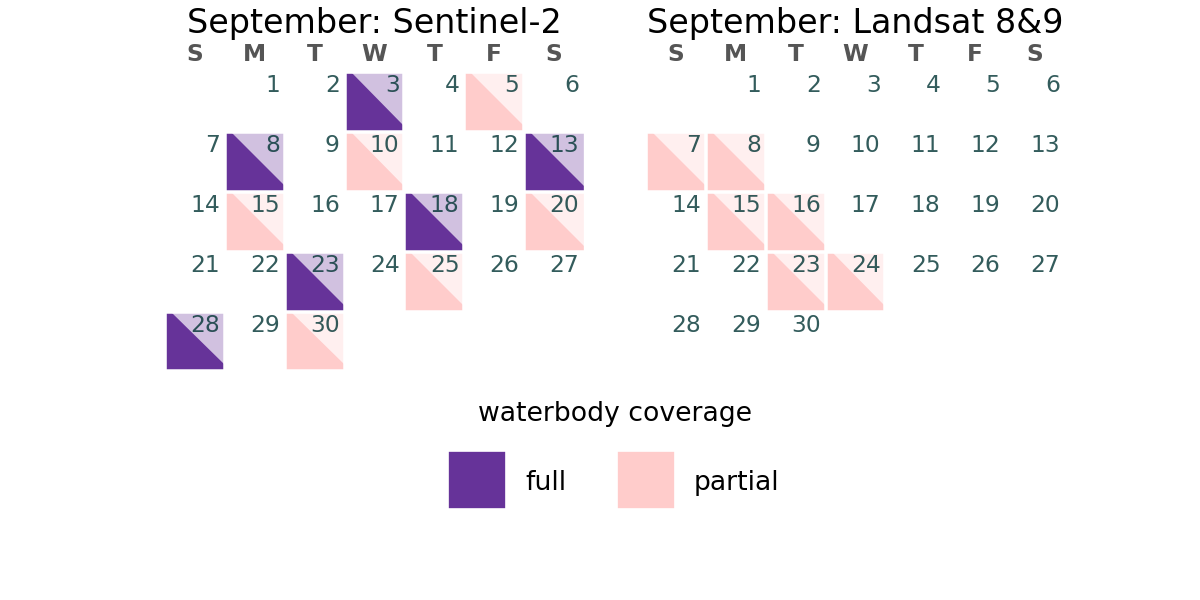 September: Sentinel-2
S M T W T F S
1 2 3 4 5 6
7 8 9 10 11 12 13
14 15 16 17 18 19 20
21 22 23 24 25 26 27
28 29 30
September: Landsat 8&9
S M T W T F S
1 2 3 4 5 6
7 8 9 10 11 12 13
14 15 16 17 18 19 20
21 22 23 24 25 26 27
28 29 30
waterbody coverage
full partial